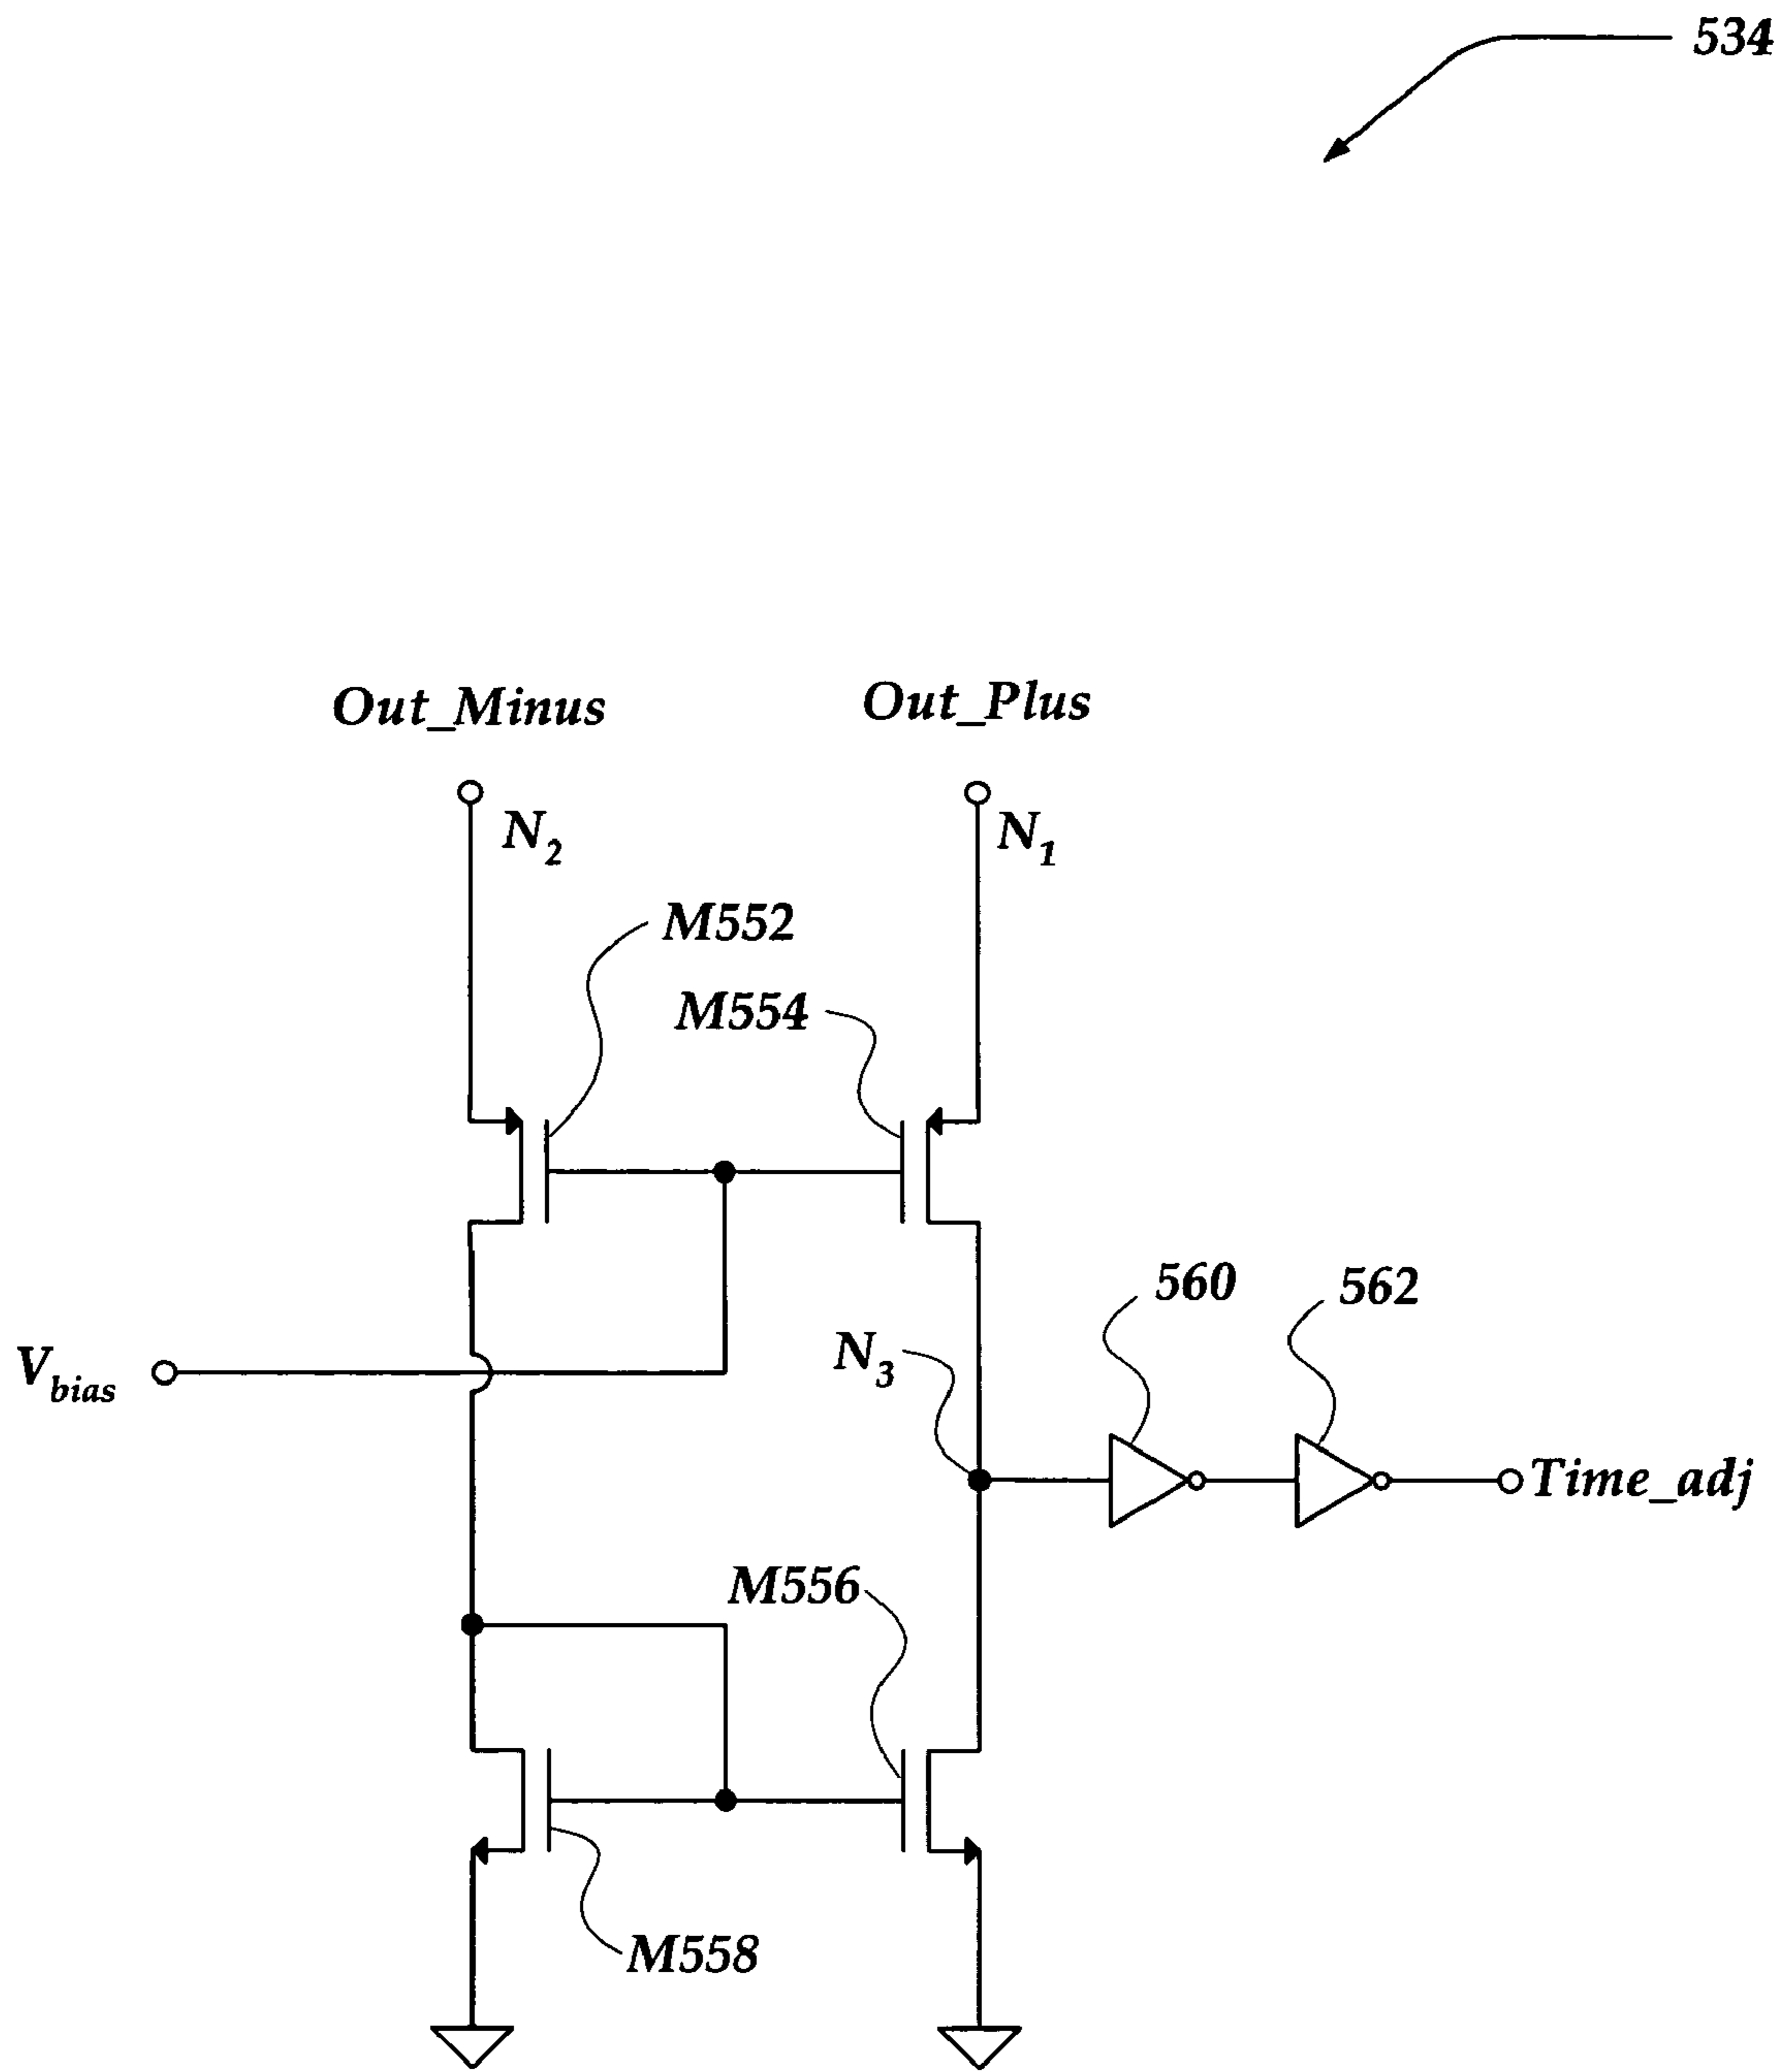 534
Out_Minus
Out_Plus
N2
N1
M552
M554
560
562
N3
Vbias
Time_adj
M556
M558